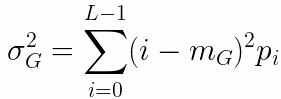 σ_G^2 = \sum_{i=0}^{L-1} (i - m_G)^2 p_i